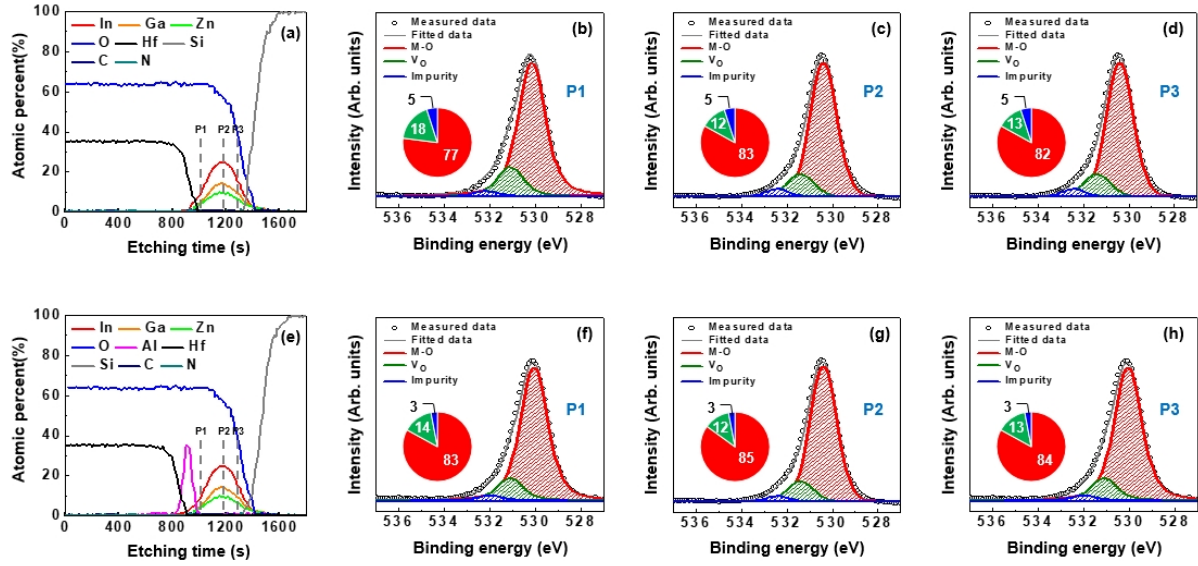 In Ga Zn
O Hf Si
C N
(a)
P1 P2 P3
100
80
60
40
20
0
0 400 800 1200 1600
Atomic percent(%)
Etching time (s)
Measured data
Fitted data
M-O
VO
Impurity
(b)
P1
5
18
77
536 534 532 530 528
Intensity (Arb. units)
Binding energy (eV)
Measured data
Fitted data
M-O
VO
Impurity
(c)
P2
5
12
83
536 534 532 530 528
Intensity (Arb. units)
Binding energy (eV)
Measured data
Fitted data
M-O
VO
Impurity
(d)
P3
5
13
82
536 534 532 530 528
Intensity (Arb. units)
Binding energy (eV)
In Ga Zn
O Al Hf
Si C N
(e)
P1 P2 P3
100
80
60
40
20
0
0 400 800 1200 1600
Atomic percent(%)
Etching time (s)
Measured data
Fitted data
M-O
VO
Impurity
(f)
P1
3
14
83
536 534 532 530 528
Intensity (Arb. units)
Binding energy (eV)
Measured data
Fitted data
M-O
VO
Impurity
(g)
P2
3
12
85
536 534 532 530 528
Intensity (Arb. units)
Binding energy (eV)
Measured data
Fitted data
M-O
VO
Impurity
(h)
P3
3
13
84
536 534 532 530 528
Intensity (Arb. units)
Binding energy (eV)